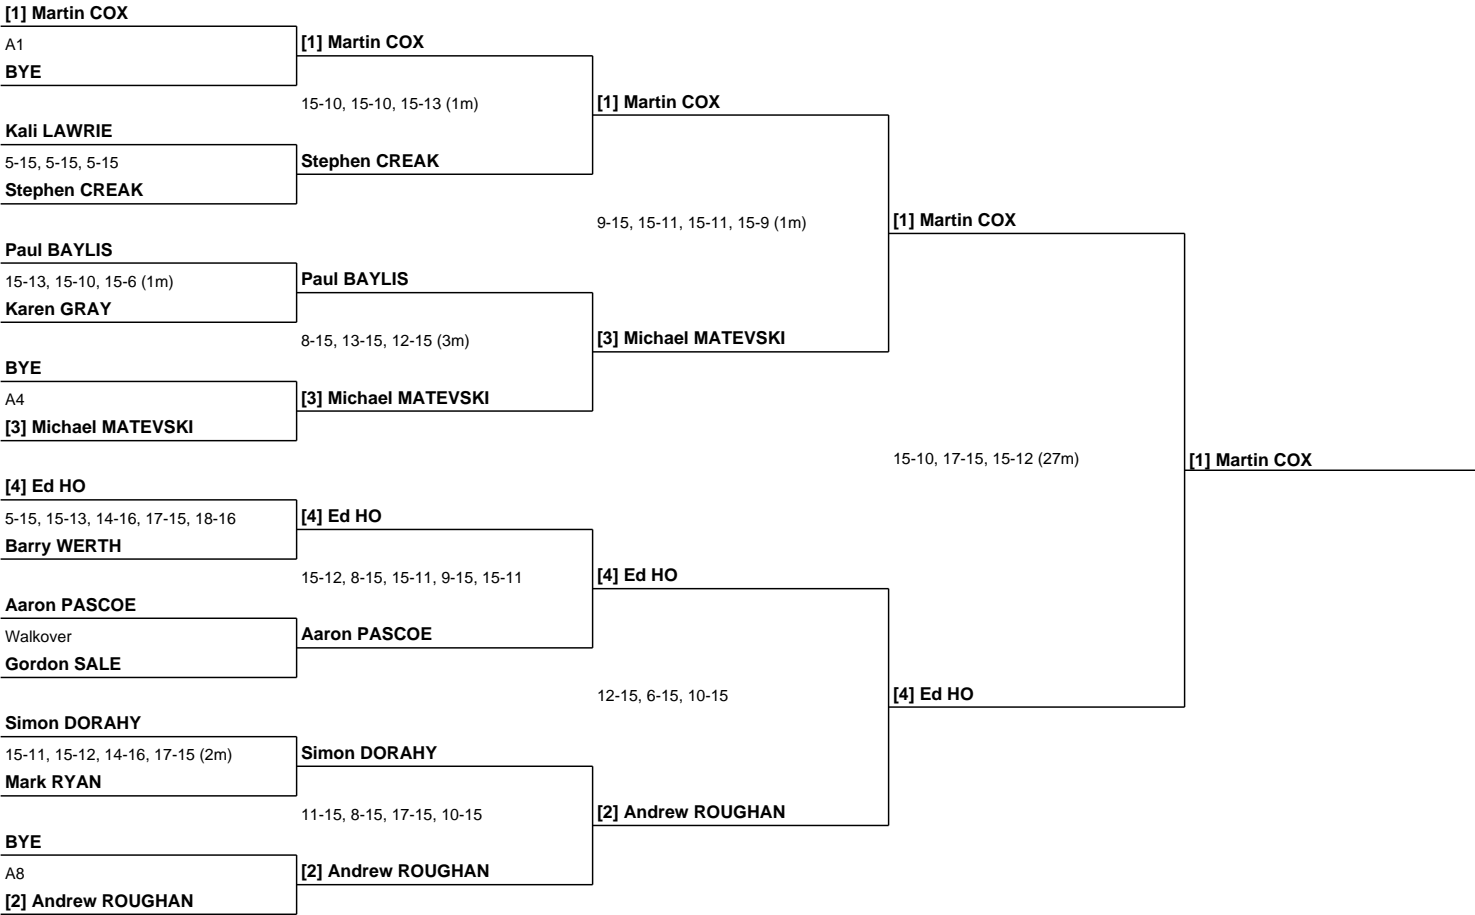 [1] Martin COX
A1
BYE
Kali LAWRIE
5-15, 5-15, 5-15
Stephen CREAK
Paul BAYLIS
15-13, 15-10, 15-6 (1m)
Karen GRAY
BYE
A4
[3] Michael MATEVSKI
[4] Ed HO
5-15, 15-13, 14-16, 17-15, 18-16
Barry WERTH
Aaron PASCOE
Walkover
Gordon SALE
Simon DORAHY
15-11, 15-12, 14-16, 17-15 (2m)
Mark RYAN
BYE
A8
[2] Andrew ROUGHAN
[1] Martin COX
15-10, 15-10, 15-13 (1m)
Stephen CREAK
Paul BAYLIS
8-15, 13-15, 12-15 (3m)
[3] Michael MATEVSKI
[4] Ed HO
15-12, 8-15, 15-11, 9-15, 15-11
Aaron PASCOE
Simon DORAHY
11-15, 8-15, 17-15, 10-15
[2] Andrew ROUGHAN
[1] Martin COX
9-15, 15-11, 15-11, 15-9 (1m)
[3] Michael MATEVSKI
[4] Ed HO
12-15, 6-15, 10-15
[2] Andrew ROUGHAN
[1] Martin COX
15-10, 17-15, 15-12 (27m)
[4] Ed HO
[1] Martin COX